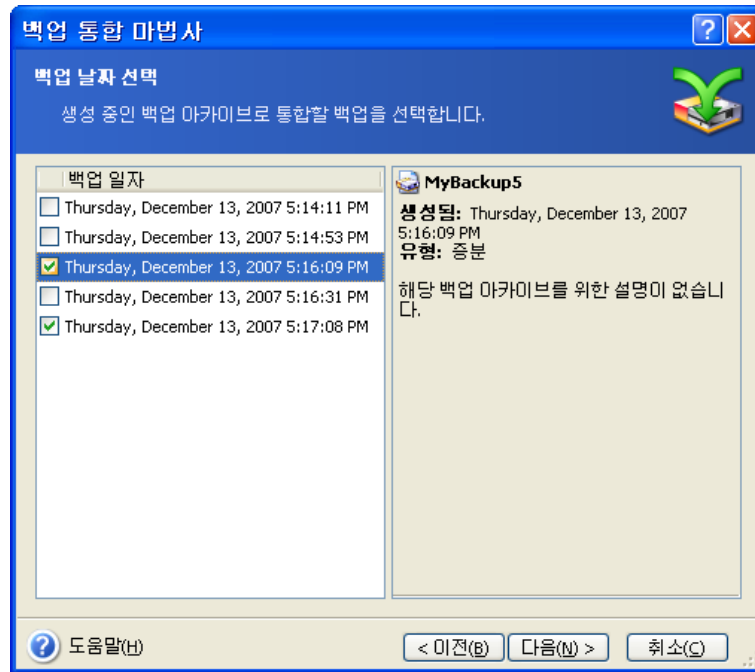 백업 통합 마법사
백업 날짜 선택
생성 중인 백업 아카이브로 통합할 백업을 선택합니다.
백업 일자
Thursday, December 13, 2007 5:14:11 PM
Thursday, December 13, 2007 5:14:53 PM
Thursday, December 13, 2007 5:16:09 PM
Thursday, December 13, 2007 5:16:31 PM
Thursday, December 13, 2007 5:17:08 PM
MyBackup5
생성됨: Thursday, December 13, 2007
5:16:09 PM
유형: 증분
해당 백업 아카이브를 위한 설명이 없습니
다.
도움말(H)
< 이전(B)
다음(N) >
취소(C)